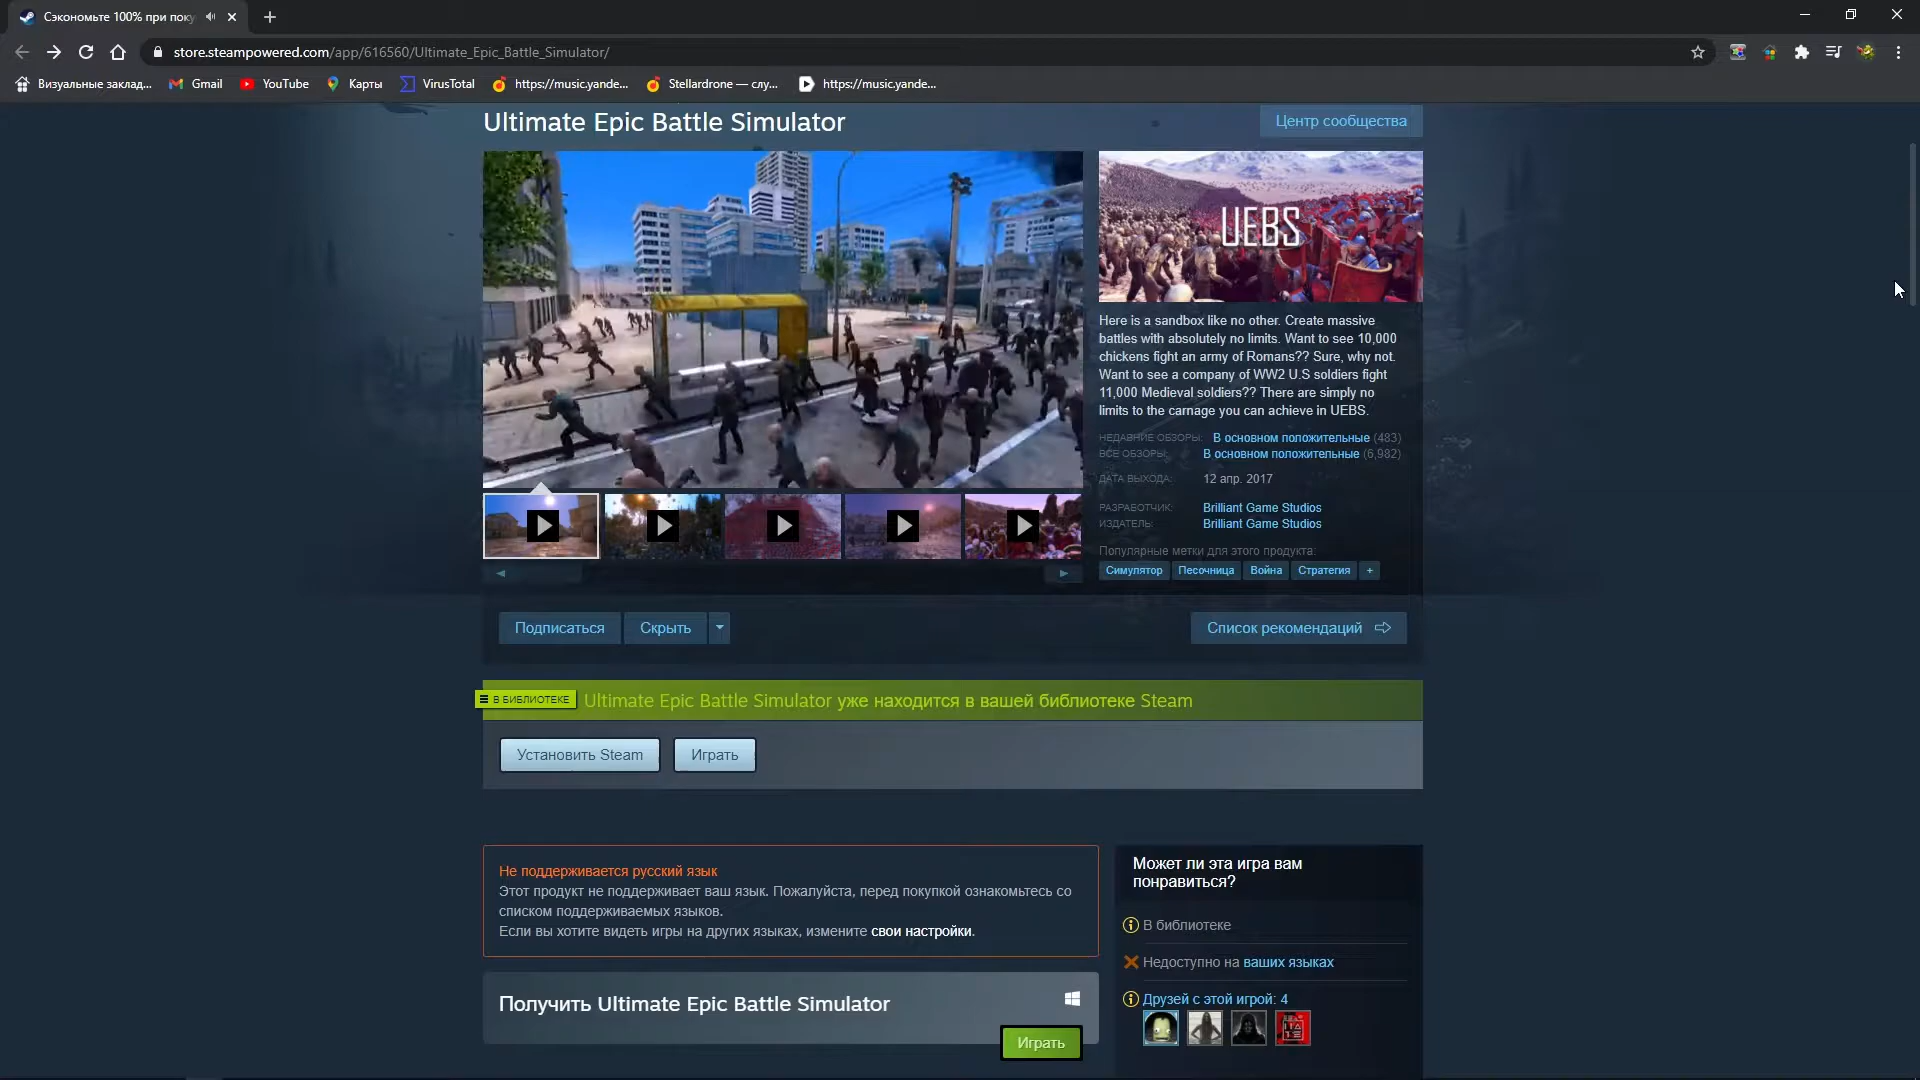 Сэкономьте 100% при поку
store.steampowered.com/app/616560/Ultimate_Epic_Battle_Simulator/
Визуальные заклад...
Gmail
YouTube
Карты
VirusTotal
https://music.yande...
Stellardrone — слу...
https://music.yande...
Ultimate Epic Battle Simulator
Центр сообщества
UEBS
Here is a sandbox like no other. Create massive
battles with absolutely no limits. Want to see 10,000
chickens fight an army of Romans?? Sure, why not.
Want to see a company of WW2 U.S soldiers fight
11,000 Medieval soldiers?? There are simply no
limits to the carnage you can achieve in UEBS.
НЕДАВНИЕ ОБЗОРЫ: В основном положительные (483)
ВСЕ ОБЗОРЫ: В основном положительные (6,982)
ДАТА ВЫХОДА: 12 апр. 2017
РАЗРАБОТЧИК: Brilliant Game Studios
ИЗДАТЕЛЬ: Brilliant Game Studios
Популярные метки для этого продукта:
Симулятор Песочница Война Стратегия +
Подписаться
Скрыть
Список рекомендаций
В БИБЛИОТЕКЕ
Ultimate Epic Battle Simulator уже находится в вашей библиотеке Steam
Установить Steam
Играть
Не поддерживается русский язык
Этот продукт не поддерживает ваш язык. Пожалуйста, перед покупкой ознакомьтесь со
списком поддерживаемых языков.
Если вы хотите видеть игры на других языках, измените свои настройки.
Получить Ultimate Epic Battle Simulator
Играть
Может ли эта игра вам
понравиться?
В библиотеке
Недоступно на ваших языках
Друзей с этой игрой: 4